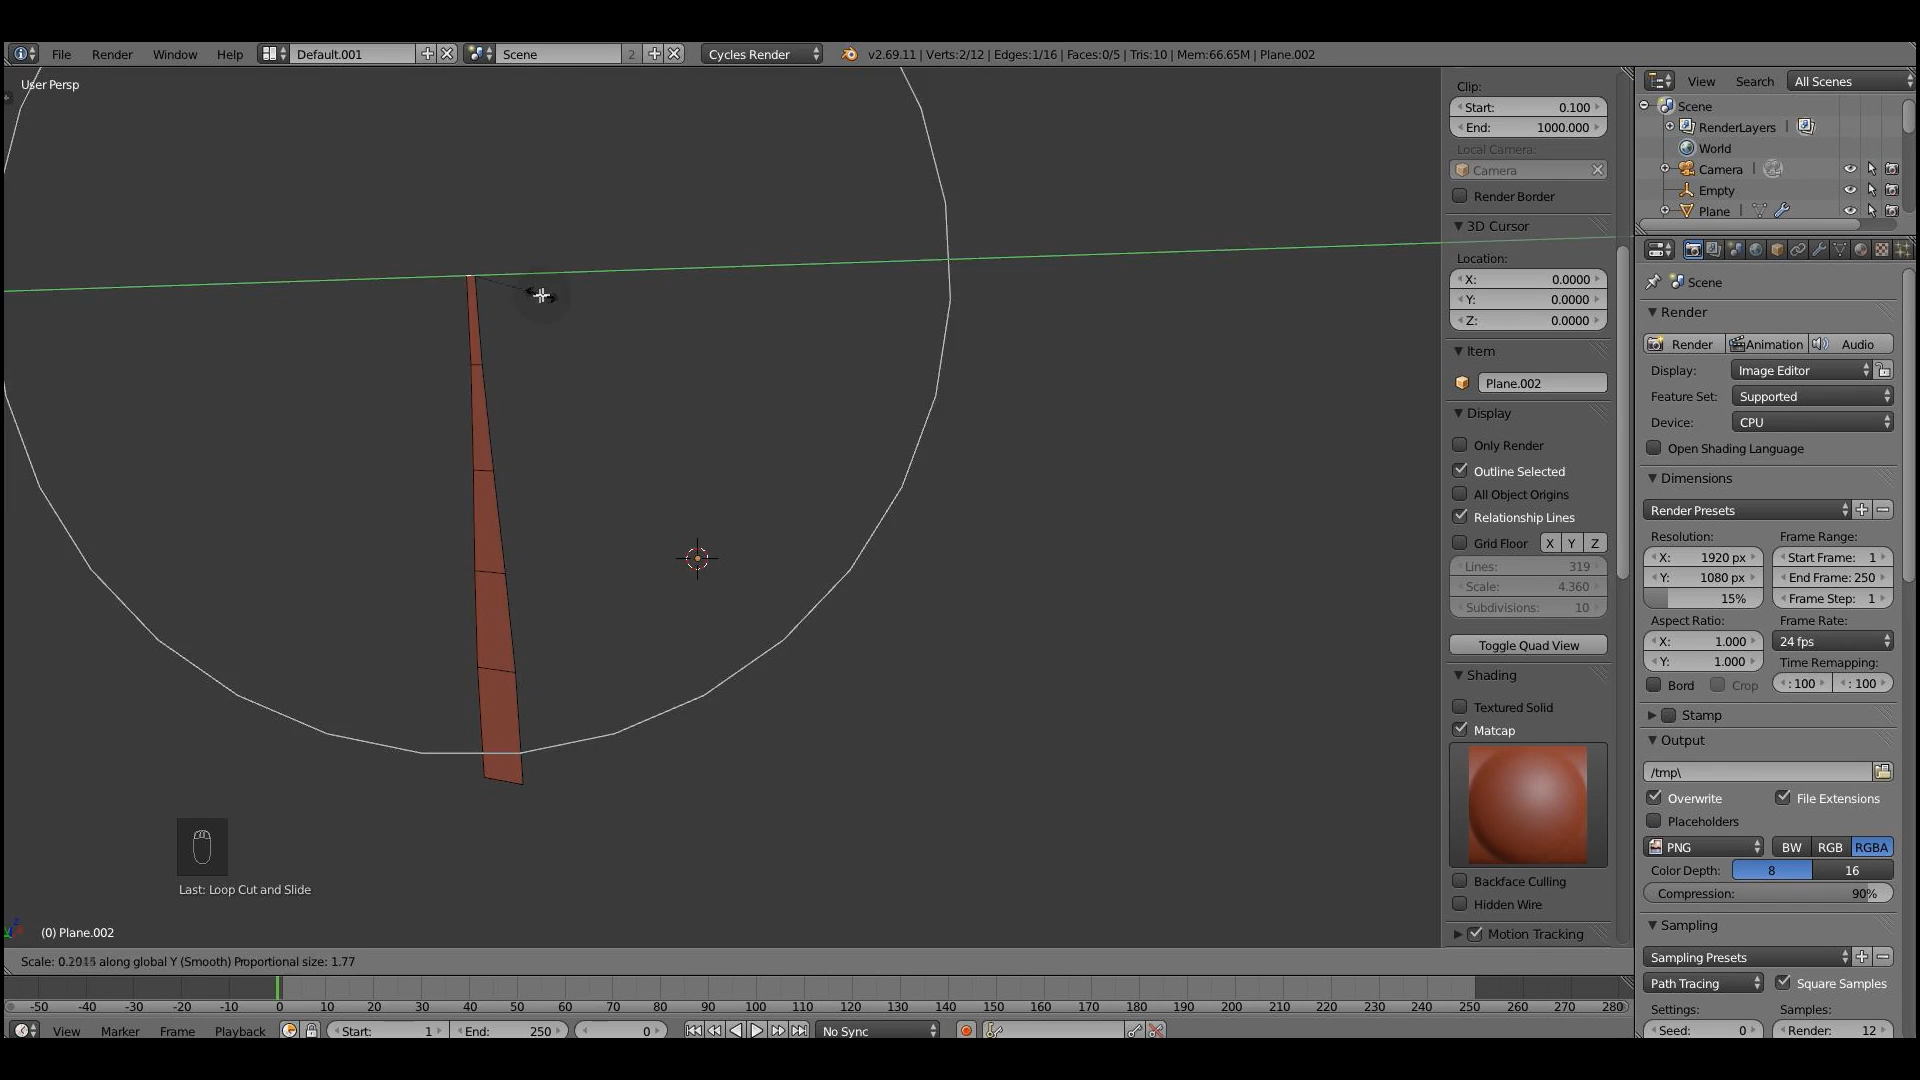 File Render Window Help Default.001 Scene 2 Cycles Render v2.69.11 | Verts:2/12 | Edges:1/16 | Faces:0/5 | Tris:10 | Mem:66.65M | Plane.002
User Persp
Last: Loop Cut and Slide
(0) Plane.002
along global Y (Smooth) Proportional size: 1.77
Clip:
Start: 0.100
End: 1000.000
Local Camera:
Camera
Render Border
3D Cursor
Location:
X: 0.0000
Y: 0.0000
Z: 0.0000
Item
Plane.002
Display
Only Render
Outline Selected
All Object Origins
Relationship Lines
Grid Floor X Y Z
Lines: 319
Scale: 4.360
Subdivisions: 10
Toggle Quad View
Shading
Textured Solid
Matcap
Backface Culling
Hidden Wire
Motion Tracking
View Search All Scenes
Scene
RenderLayers
World
Camera
Empty
Plane
Scene
Render
Render Animation Audio
Display: Image Editor
Feature Set: Supported
Device: CPU
Open Shading Language
Dimensions
Render Presets
Resolution: Frame Range:
X: 1920 px Start Frame: 1
Y: 1080 px End Frame: 250
15% Frame Step: 1
Aspect Ratio: Frame Rate:
X: 1.000 24 fps
Y: 1.000 Time Remapping:
Bord Crop : 100 : 100
Stamp
Output
/tmp\
Overwrite File Extensions
Placeholders
PNG BW RGB RGBA
Color Depth: 8 16
Compression: 90%
Sampling
Sampling Presets
Path Tracing Square Samples
Settings: Samples:
Seed: 0 Render: 12
-50 -40 -30 -20 -10 0 10 20 30 40 50 60 70 80 90 100 110 120 130 140 150 160 170 180 190 200 210 220 230 240 250 260 270 280
View Marker Frame Playback Start: 1 End: 250 0 No Sync